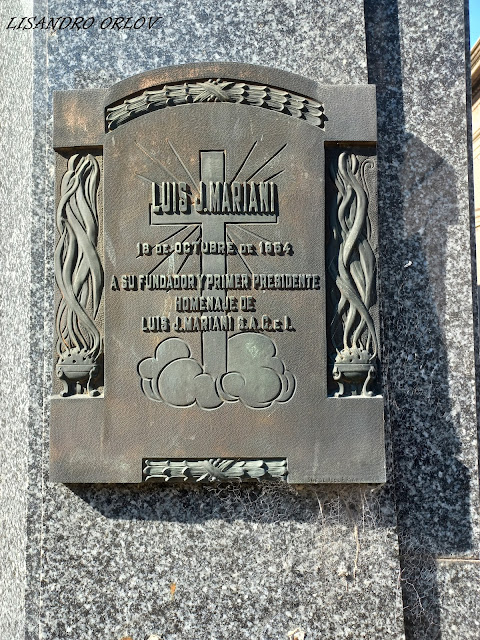 LISANDRO ORLOV
LUIS J. MARIANI
18 DE OCTUBRE DE 1954
A SU FUNDADOR Y PRIMER PRESIDENTE
HOMENAJE DE
LUIS J. MARIANI S.A.C.e I.